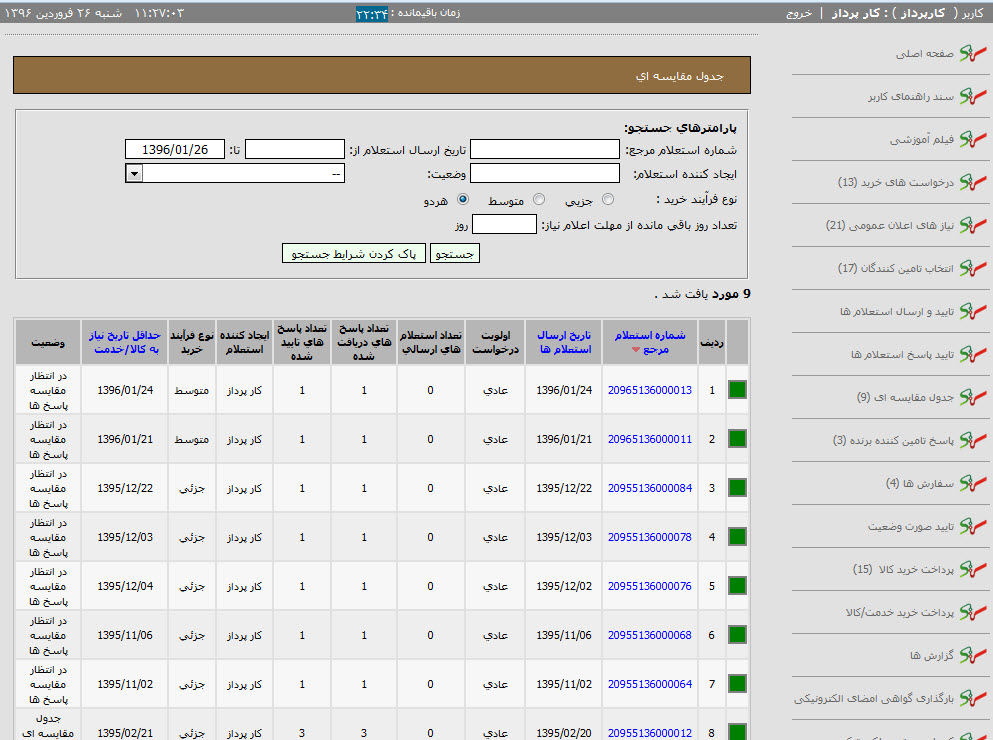 کاربر ( کارپرداز ) : کار پرداز | خروج
زمان باقیمانده : ۲۲:۳۴
۱۱:۲۷:۰۳ شنبه ۲۶ فروردین ۱۳۹۶
صفحه اصلی
سند راهنمای کاربر
فیلم آموزشی
درخواست های خرید (13)
نیاز های اعلان عمومی (21)
انتخاب تامین کنندگان (17)
تایید و ارسال استعلام ها
تایید پاسخ استعلام ها
جدول مقایسه ای (9)
پاسخ تامین کننده برنده (3)
سفارش ها (4)
تایید صورت وضعیت
پرداخت خرید کالا (15)
پرداخت خرید خدمت/کالا
گزارش ها
بارگذاری گواهی امضای الکترونیکی
جدول مقايسه اي
پارامترهاي جستجو:
شماره استعلام مرجع: تاریخ ارسال استعلام از: تا: 1396/01/26
ايجاد کننده استعلام: وضعیت: --
نوع فرآیند خرید : جزیي متوسط هردو
تعداد روز باقي مانده از مهلت اعلام نیاز: روز
جستجو پاک کردن شرایط جستجو
9 مورد یافت شد .
ردیف شماره استعلام مرجع تاریخ ارسال استعلام ها اولویت درخواست تعداد استعلام های ارسالي تعداد پاسخ های دریافت شده تعداد پاسخ های تایید شده ایجاد کننده استعلام نوع فرآیند خرید حداقل تاریخ نیاز به کالا/خدمت وضعیت
1 20965136000013 1396/01/24 عادي 0 1 1 کار پرداز متوسط 1396/01/24 در انتظار مقایسه پاسخ ها
2 20965136000011 1396/01/21 عادي 0 1 1 کار پرداز متوسط 1396/01/21 در انتظار مقایسه پاسخ ها
3 20955136000084 1395/12/22 عادي 0 1 1 کار پرداز جزئي 1395/12/22 در انتظار مقایسه پاسخ ها
4 20955136000078 1395/12/03 عادي 0 1 1 کار پرداز جزئي 1395/12/03 در انتظار مقایسه پاسخ ها
5 20955136000076 1395/12/02 عادي 0 1 1 کار پرداز جزئي 1395/12/04 در انتظار مقایسه پاسخ ها
6 20955136000068 1395/11/06 عادي 0 1 1 کار پرداز جزئي 1395/11/06 در انتظار مقایسه پاسخ ها
7 20955136000064 1395/11/02 عادي 0 1 1 کار پرداز جزئي 1395/11/02 در انتظار مقایسه پاسخ ها
8 20955136000012 1395/02/20 عادي 0 3 3 کار پرداز جزئي 1395/02/21 جدول مقایسه ای